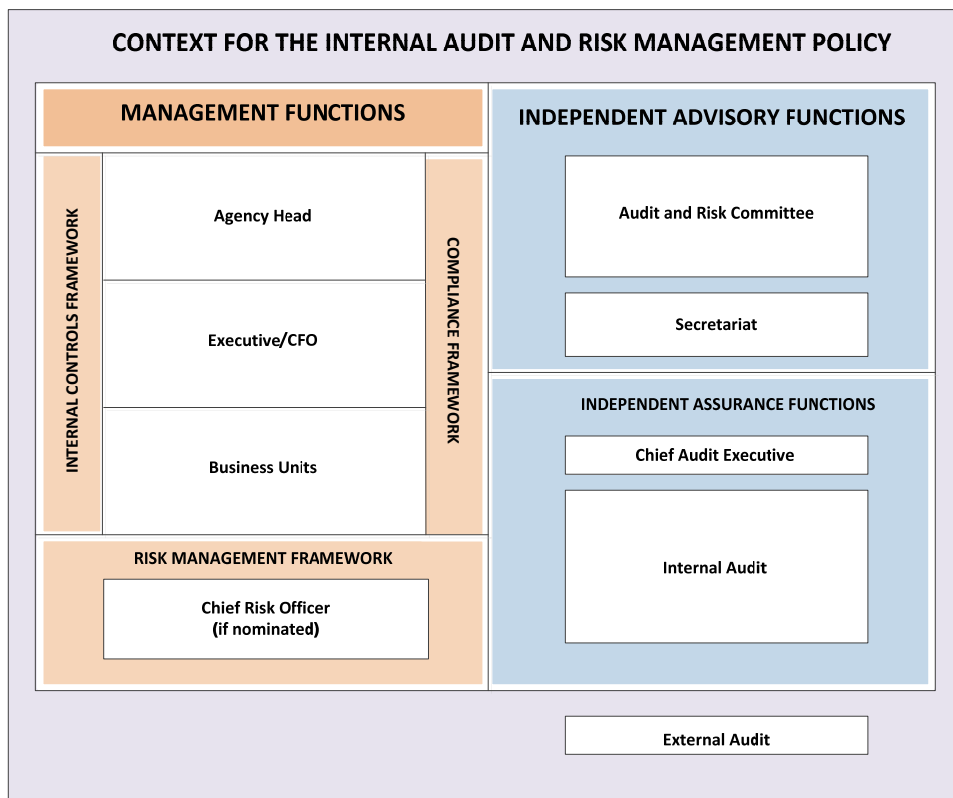 CONTEXT FOR THE INTERNAL AUDIT AND RISK MANAGEMENT POLICY
MANAGEMENT FUNCTIONS
INTERNAL CONTROLS FRAMEWORK
Agency Head
Executive/CFO
Business Units
COMPLIANCE FRAMEWORK
RISK MANAGEMENT FRAMEWORK
Chief Risk Officer
(if nominated)
INDEPENDENT ADVISORY FUNCTIONS
Audit and Risk Committee
Secretariat
INDEPENDENT ASSURANCE FUNCTIONS
Chief Audit Executive
Internal Audit
External Audit